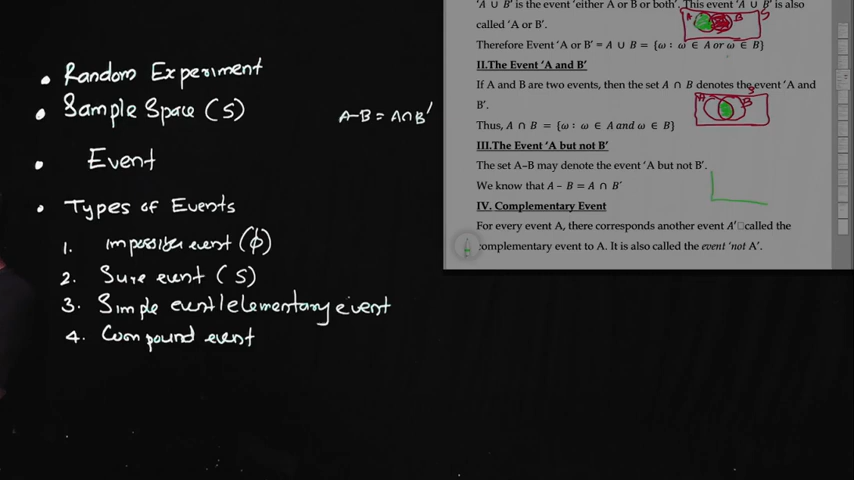 • Random Experiment
• Sample Space (S)
• Event
• Types of Events
1. Impossible event (ϕ)
2. Sure event (S)
3. Simple event/elementary event
4. Compound event
A-B = A∩B'
'A ∪ B' is the event 'either A or B or both'. This event 'A ∪ B' is also
called 'A or B'.
A B S
Therefore Event 'A or B' = A ∪ B = {ω : ω ∈ A or ω ∈ B}
II.The Event 'A and B'
If A and B are two events, then the set A ∩ B denotes the event 'A and
B'.
A B S
Thus, A ∩ B = {ω : ω ∈ A and ω ∈ B}
III.The Event 'A but not B'
The set A–B may denote the event 'A but not B'.
We know that A – B = A ∩ B'
IV. Complementary Event
For every event A, there corresponds another event A'□called the
complementary event to A. It is also called the event 'not A'.